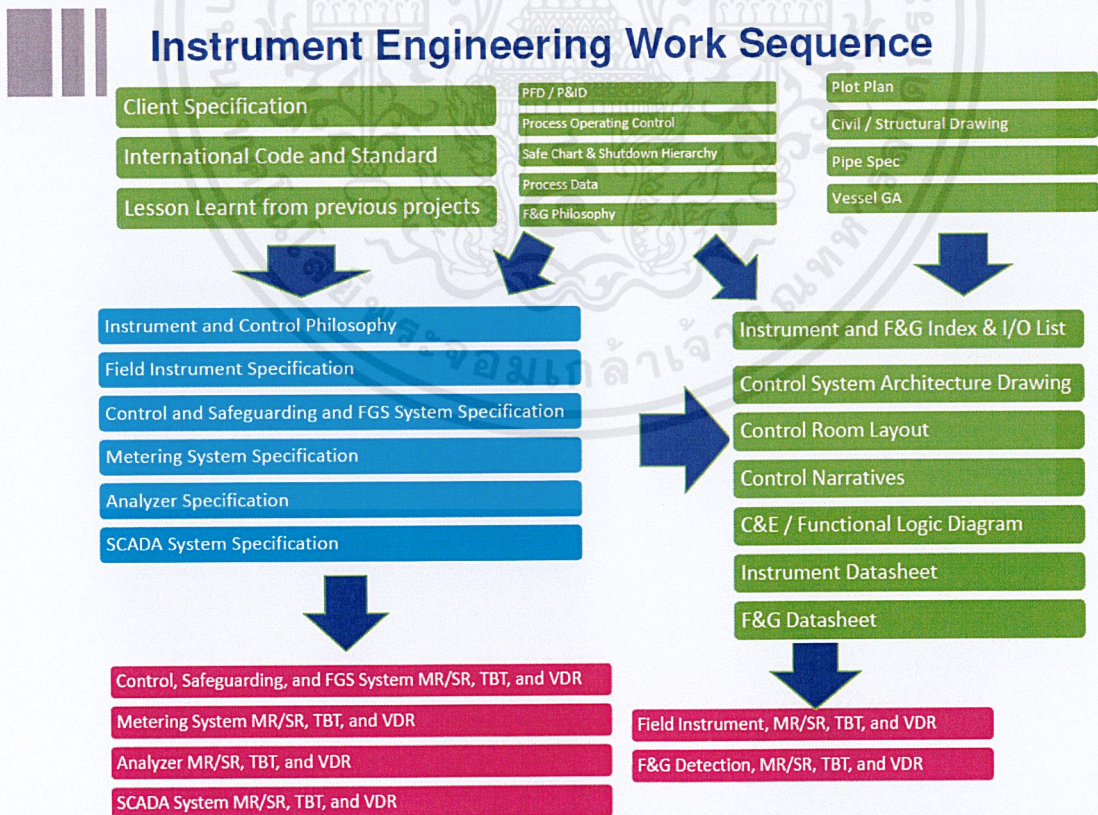 Instrument Engineering Work Sequence
Client Specification
International Code and Standard
Lesson Learnt from previous projects
PFD / P&ID
Process Operating Control
Safe Chart & Shutdown Hierarchy
Process Data
F&G Philosophy
Plot Plan
Civil / Structural Drawing
Pipe Spec
Vessel GA
Instrument and Control Philosophy
Field Instrument Specification
Control and Safeguarding and FGS System Specification
Metering System Specification
Analyzer Specification
SCADA System Specification
Instrument and F&G Index & I/O List
Control System Architecture Drawing
Control Room Layout
Control Narratives
C&E / Functional Logic Diagram
Instrument Datasheet
F&G Datasheet
Control, Safeguarding, and FGS System MR/SR, TBT, and VDR
Metering System MR/SR, TBT, and VDR
Analyzer MR/SR, TBT, and VDR
SCADA System MR/SR, TBT, and VDR
Field Instrument, MR/SR, TBT, and VDR
F&G Detection, MR/SR, TBT, and VDR